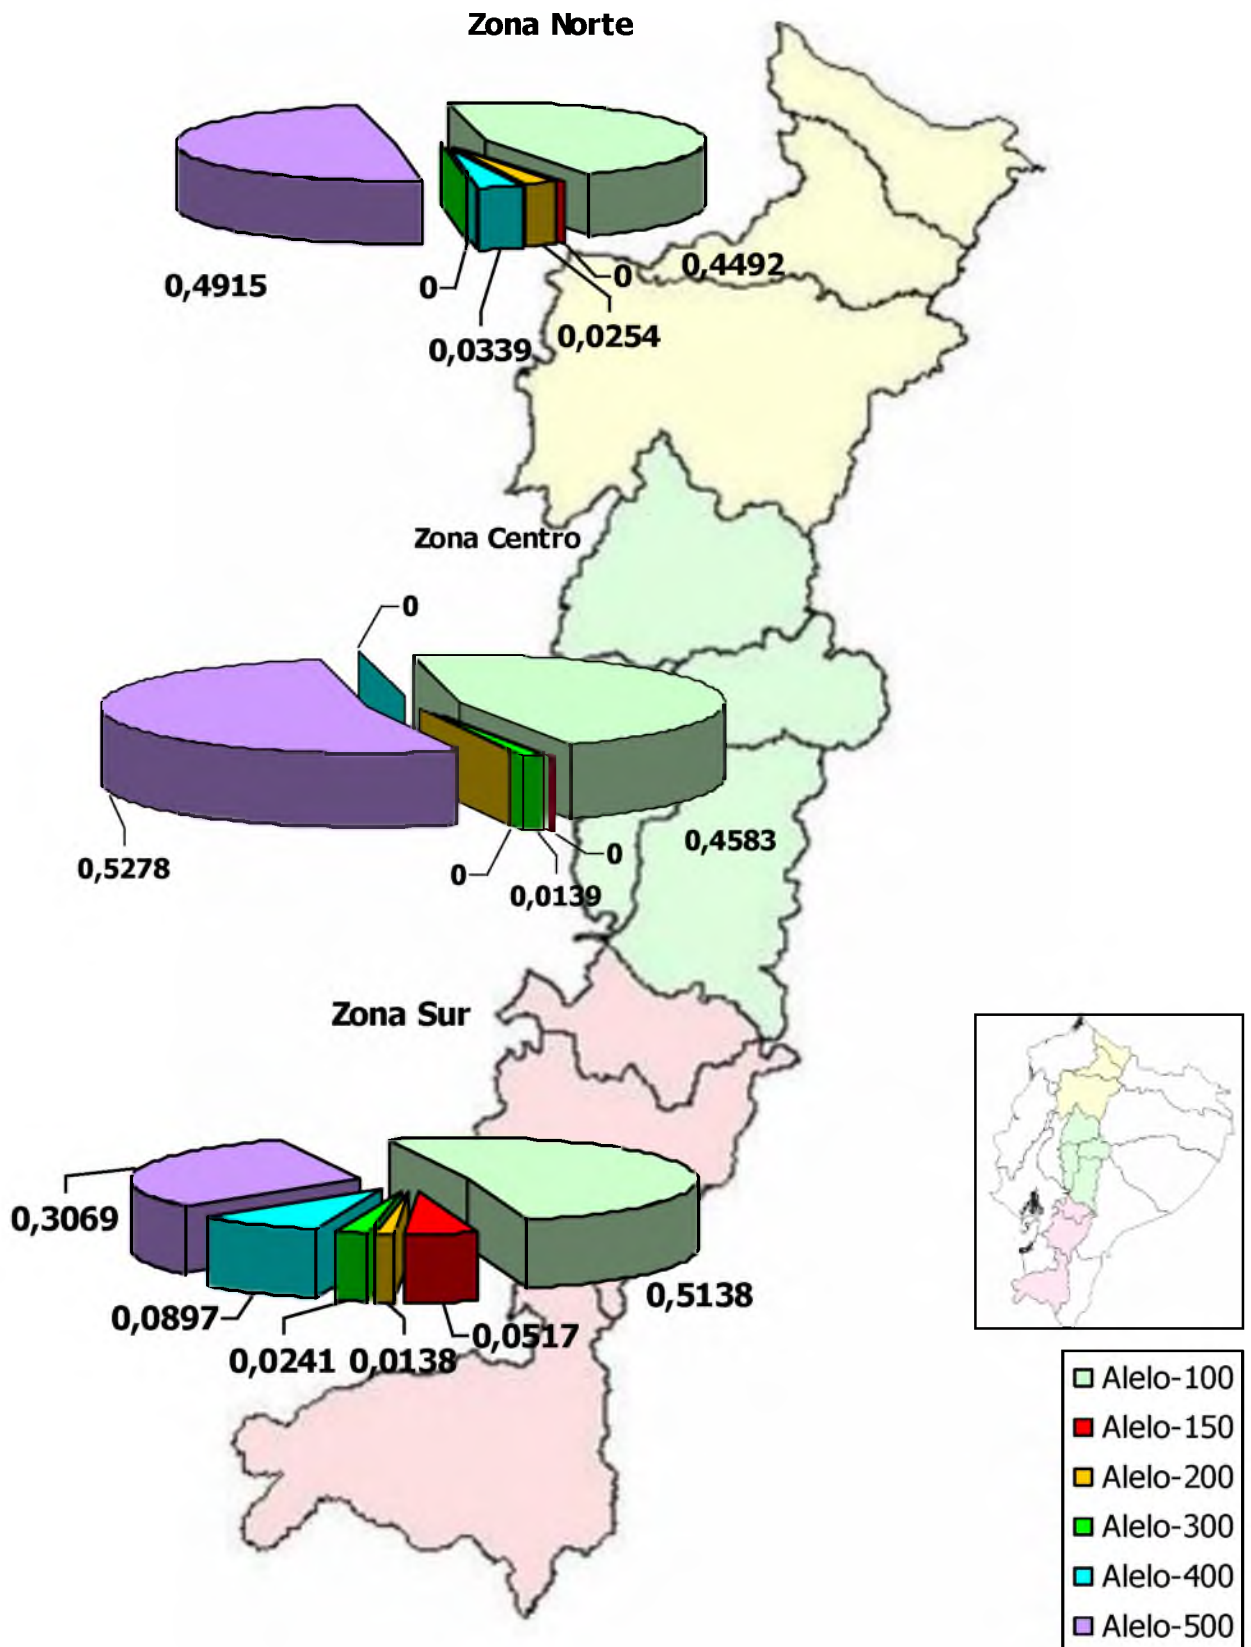 Zona Norte
0,4915
0
0,0339
0,0254
0
0,4492
Zona Centro
0
0,5278
0
0,0139
0
0,4583
Zona Sur
0,3069
0,0897
0,0241
0,0138
0,0517
0,5138
Alelo-100
Alelo-150
Alelo-200
Alelo-300
Alelo-400
Alelo-500